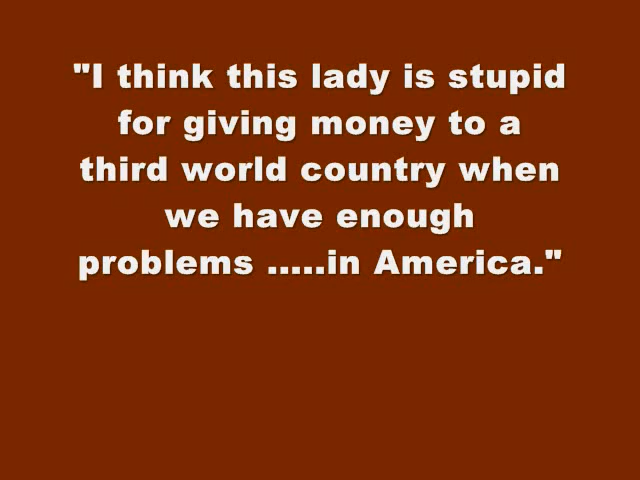 "I think this lady is stupid
for giving money to a
third world country when
we have enough
problems .....in America."